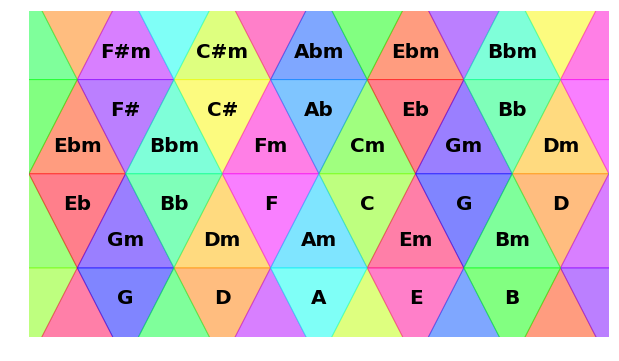 F#m C#m Abm Ebm Bbm
F# C# Ab Eb Bb
Ebm Bbm Fm Cm Gm Dm
Eb Bb F C G D
Gm Dm Am Em Bm
G D A E B